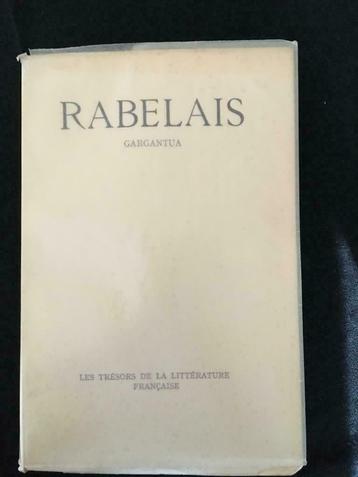 RABELAIS
GARGANTUA
LES TRÉSORS DE LA LITTÉRATURE
FRANÇAISE